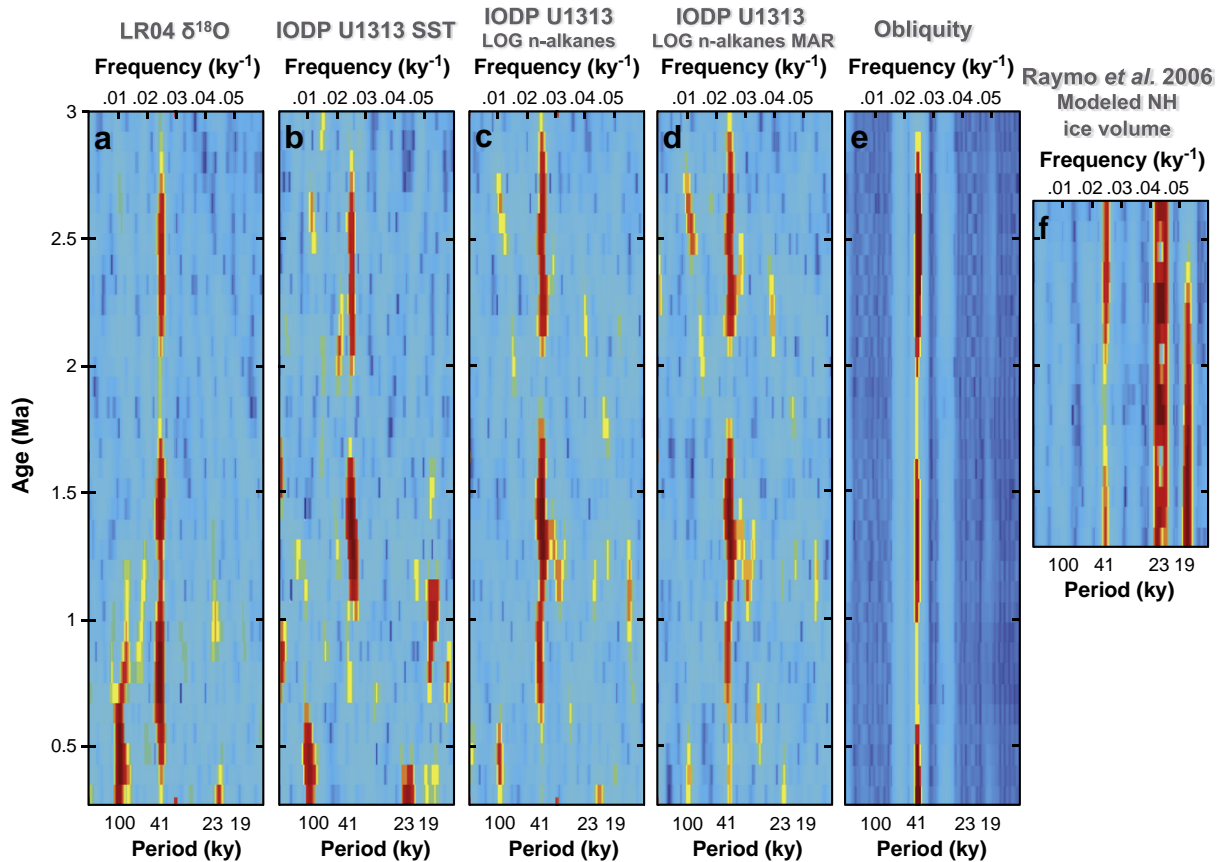 LR04 δ¹⁸O
IODP U1313 SST
IODP U1313
LOG n-alkanes
IODP U1313
LOG n-alkanes MAR
Obliquity
Raymo et al. 2006
Modeled NH
ice volume
Frequency (ky⁻¹)
Frequency (ky⁻¹)
Frequency (ky⁻¹)
Frequency (ky⁻¹)
Frequency (ky⁻¹)
Frequency (ky⁻¹)
.01 .02 .03 .04 .05
.01 .02 .03 .04 .05
.01 .02 .03 .04 .05
.01 .02 .03 .04 .05
.01 .02 .03 .04 .05
.01 .02 .03 .04 .05
a
b
c
d
e
f
Age (Ma)
3
2.5
2
1.5
1
0.5
100 41 23 19
100 41 23 19
100 41 23 19
100 41 23 19
100 41 23 19
100 41 23 19
Period (ky)
Period (ky)
Period (ky)
Period (ky)
Period (ky)
Period (ky)